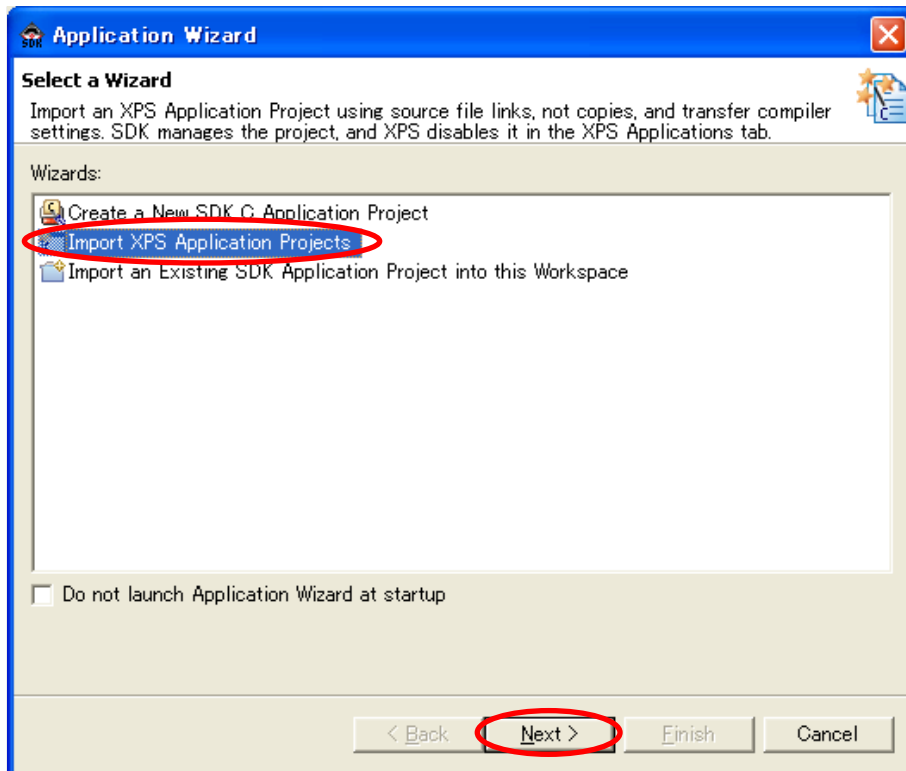 SDK
Application Wizard
Select a Wizard
Import an XPS Application Project using source file links, not copies, and transfer compiler
settings. SDK manages the project, and XPS disables it in the XPS Applications tab.
Wizards:
Create a New SDK C Application Project
Import XPS Application Projects
Import an Existing SDK Application Project into this Workspace
Do not launch Application Wizard at startup
< Back
Next >
Finish
Cancel